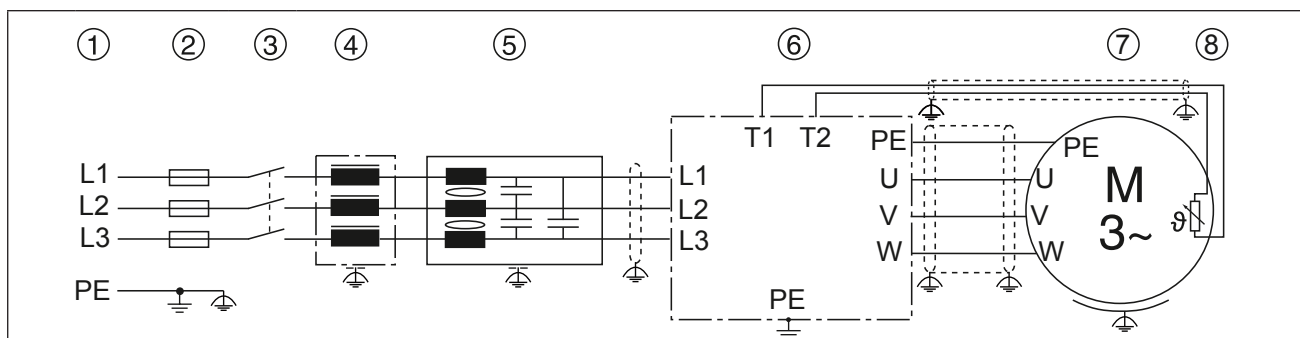 ① ② ③ ④ ⑤ ⑥ ⑦ ⑧
T1 T2 PE PE
L1 L1 U U M
L2 L2 V V 3~ ϑ
L3 L3 W W
PE PE